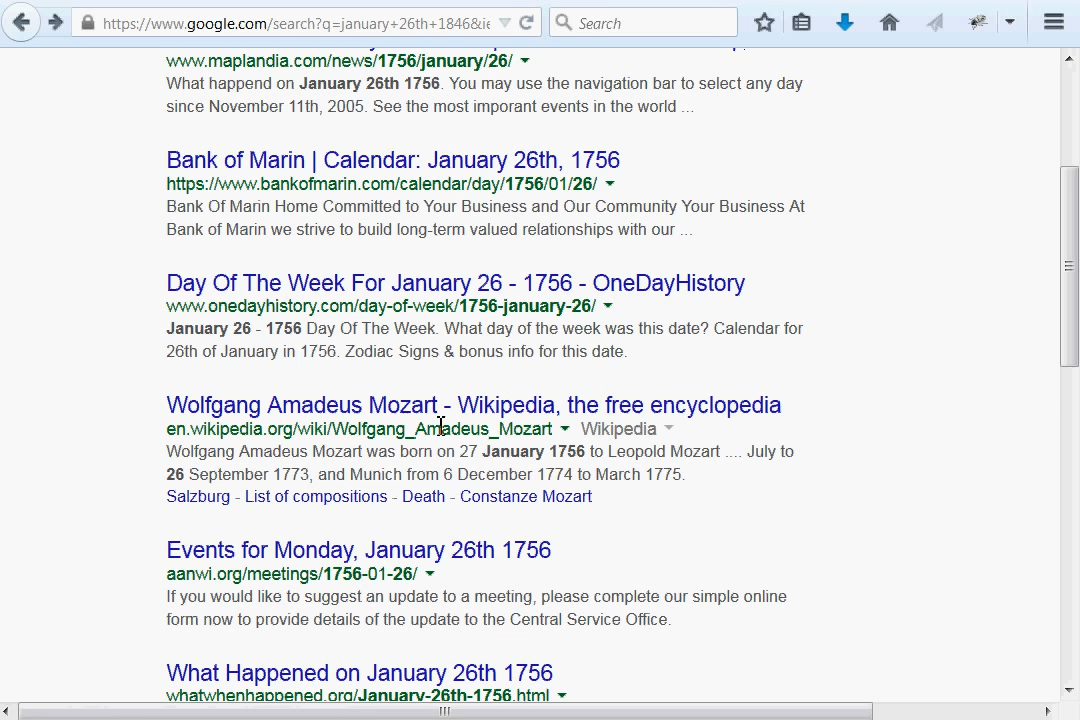 https://www.google.com/search?q=january+26th+1846&ie
Search
www.maplandia.com/news/1756/january/26/
What happend on January 26th 1756. You may use the navigation bar to select any day
since November 11th, 2005. See the most imporant events in the world ...
Bank of Marin | Calendar: January 26th, 1756
https://www.bankofmarin.com/calendar/day/1756/01/26/
Bank Of Marin Home Committed to Your Business and Our Community Your Business At
Bank of Marin we strive to build long-term valued relationships with our ...
Day Of The Week For January 26 - 1756 - OneDayHistory
www.onedayhistory.com/day-of-week/1756-january-26/
January 26 - 1756 Day Of The Week. What day of the week was this date? Calendar for
26th of January in 1756. Zodiac Signs & bonus info for this date.
Wolfgang Amadeus Mozart - Wikipedia, the free encyclopedia
en.wikipedia.org/wiki/Wolfgang_Amadeus_Mozart Wikipedia
Wolfgang Amadeus Mozart was born on 27 January 1756 to Leopold Mozart .... July to
26 September 1773, and Munich from 6 December 1774 to March 1775.
Salzburg - List of compositions - Death - Constanze Mozart
Events for Monday, January 26th 1756
aanwi.org/meetings/1756-01-26/
If you would like to suggest an update to a meeting, please complete our simple online
form now to provide details of the update to the Central Service Office.
What Happened on January 26th 1756
whatwhenhappened.org/January-26th-1756.html